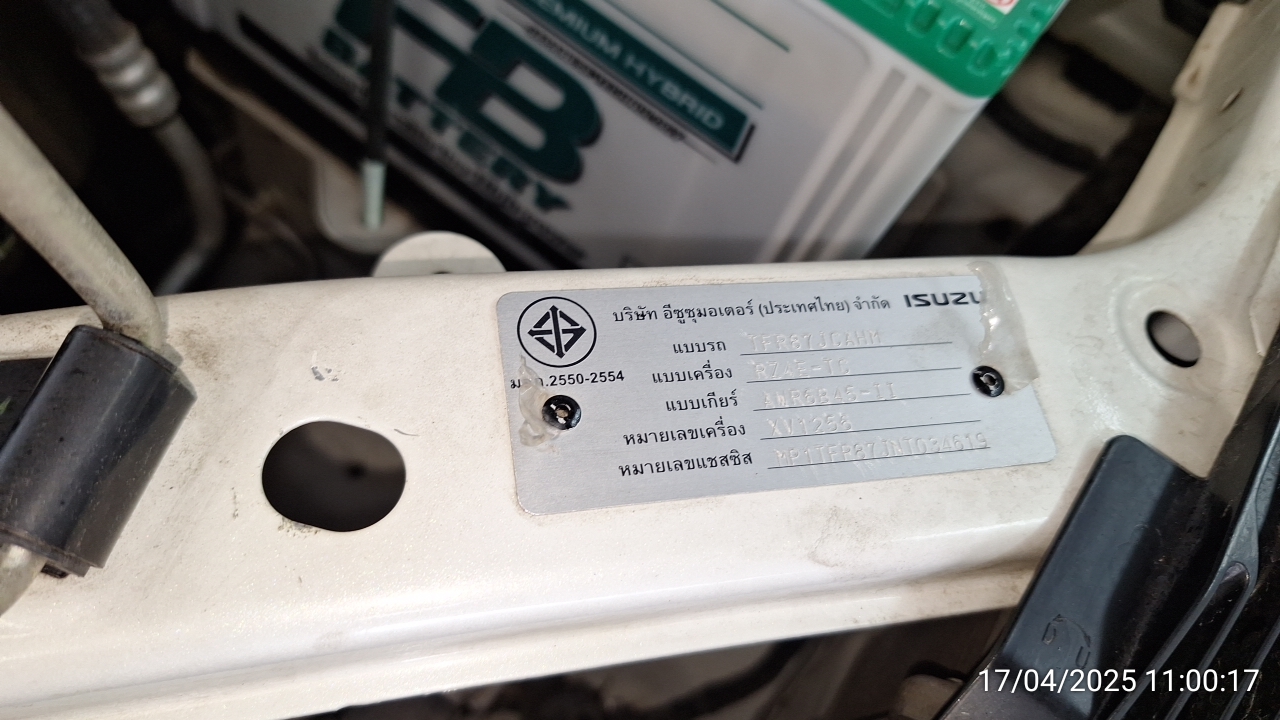 PREMIUM HYBRID
FB
BATTERY
บริษัท อีซูซุมอเตอร์ (ประเทศไทย) จำกัด ISUZU
2550-2554
แบบรถ TFR87JCAHM
แบบเครื่อง RZ4E-TC
แบบเกียร์
หมายเลขเครื่อง XV1258
หมายเลขแชสซิส MP1TFR87JNT034619
17/04/2025 11:00:17